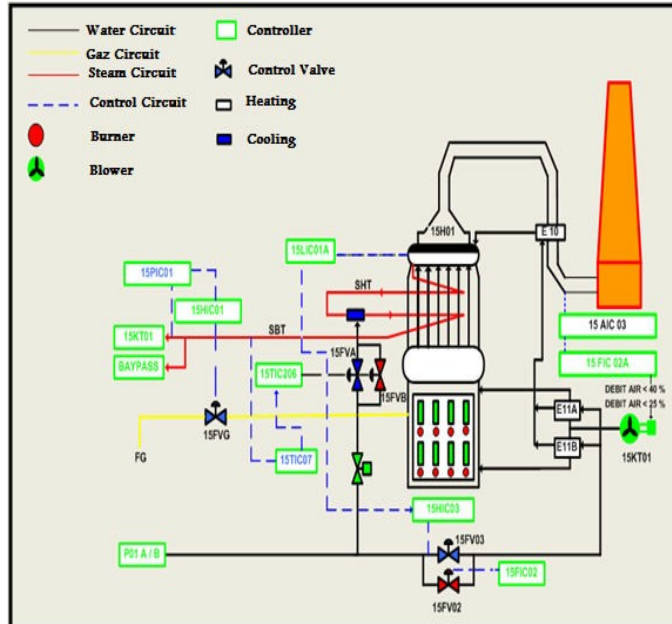 Water Circuit
Gaz Circuit
Steam Circuit
Control Circuit
Burner
Blower
Controller
Control Valve
Heating
Cooling
15H01
E 10
15LIC01A
15PIC01
15HIC01
SHT
15 AIC 03
15KT01
SBT
15FVA
BAYPASS
15TIC206
15FVB
15 FIC 02A
DEBIT AIR < 40 %
DEBIT AIR < 25 %
E11A
15FVG
E11B
FG
15TIC07
15KT01
15HIC03
P01 A / B
15FV03
15FIC02
15FV02